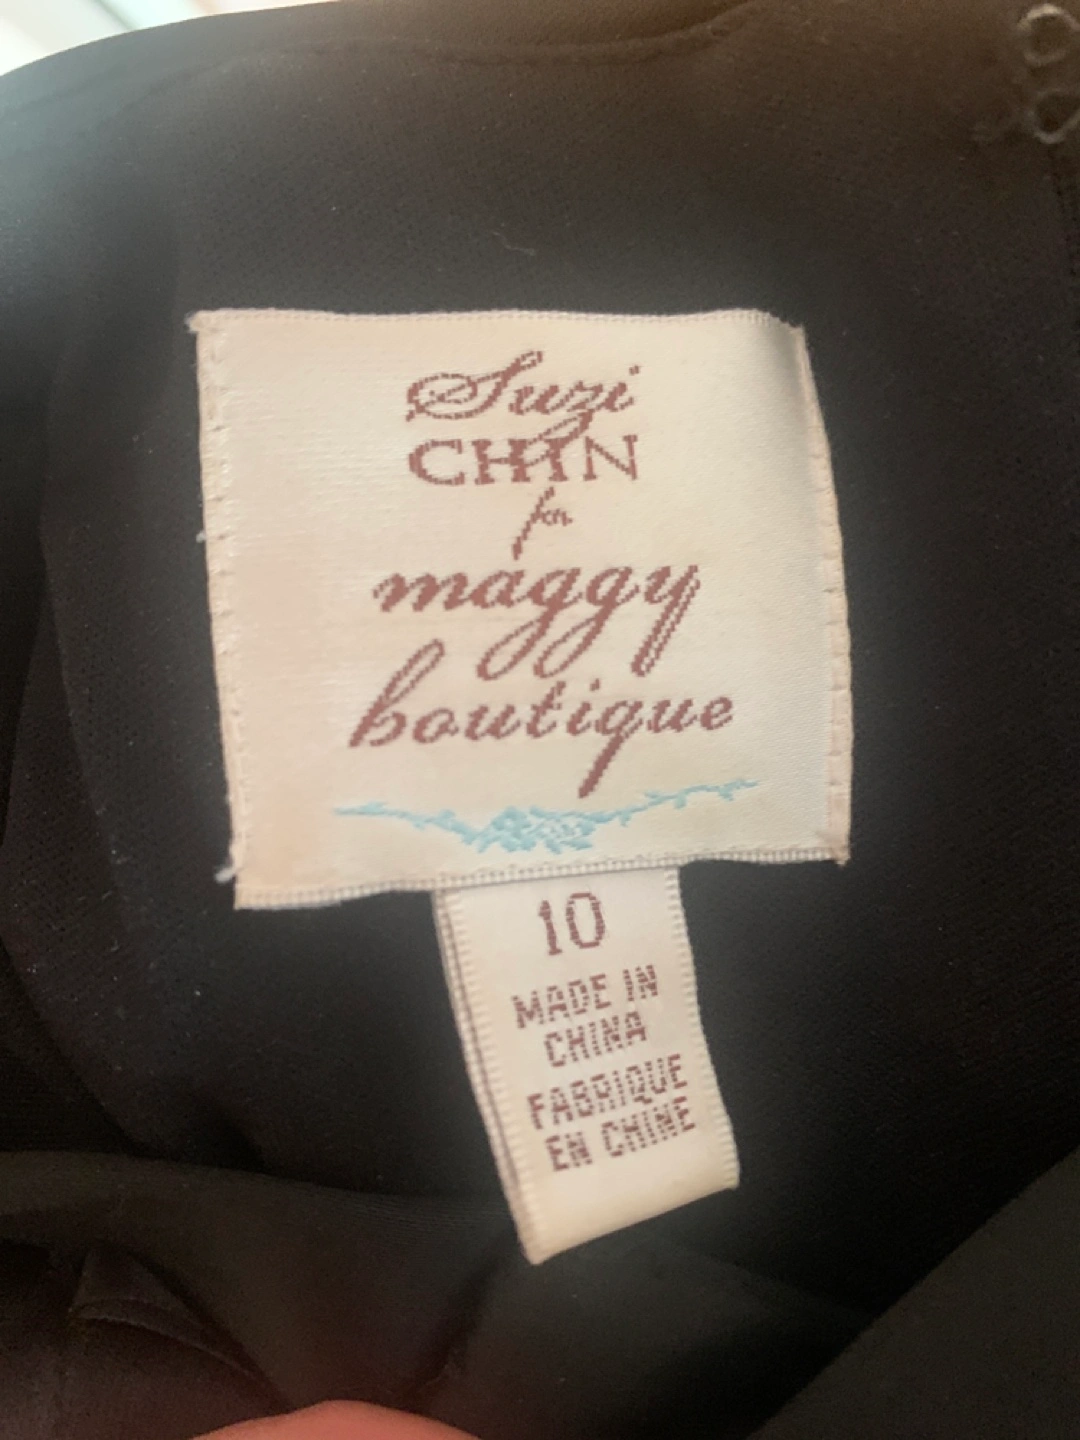 Suzi
CHIN
for
maggy
boutique
10
MADE IN
CHINA
FABRIQUE
EN CHINE